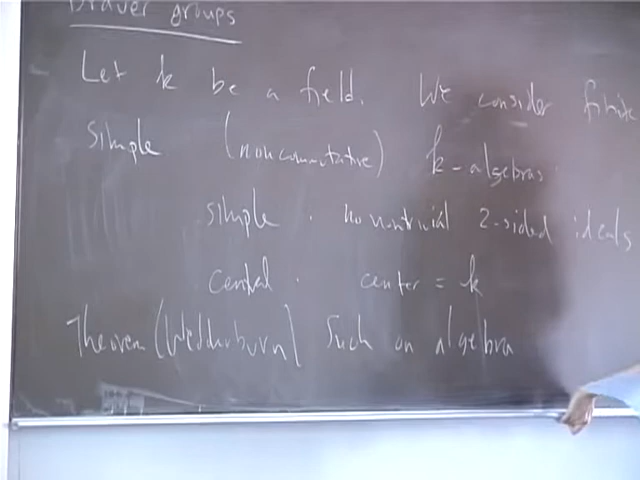 Brauer groups
Let k be a field. We consider finite
simple (noncommutative) k-algebras.
simple . no nontrivial 2-sided ideals
central . center = k
Theorem (Wedderburn) Such an algebra